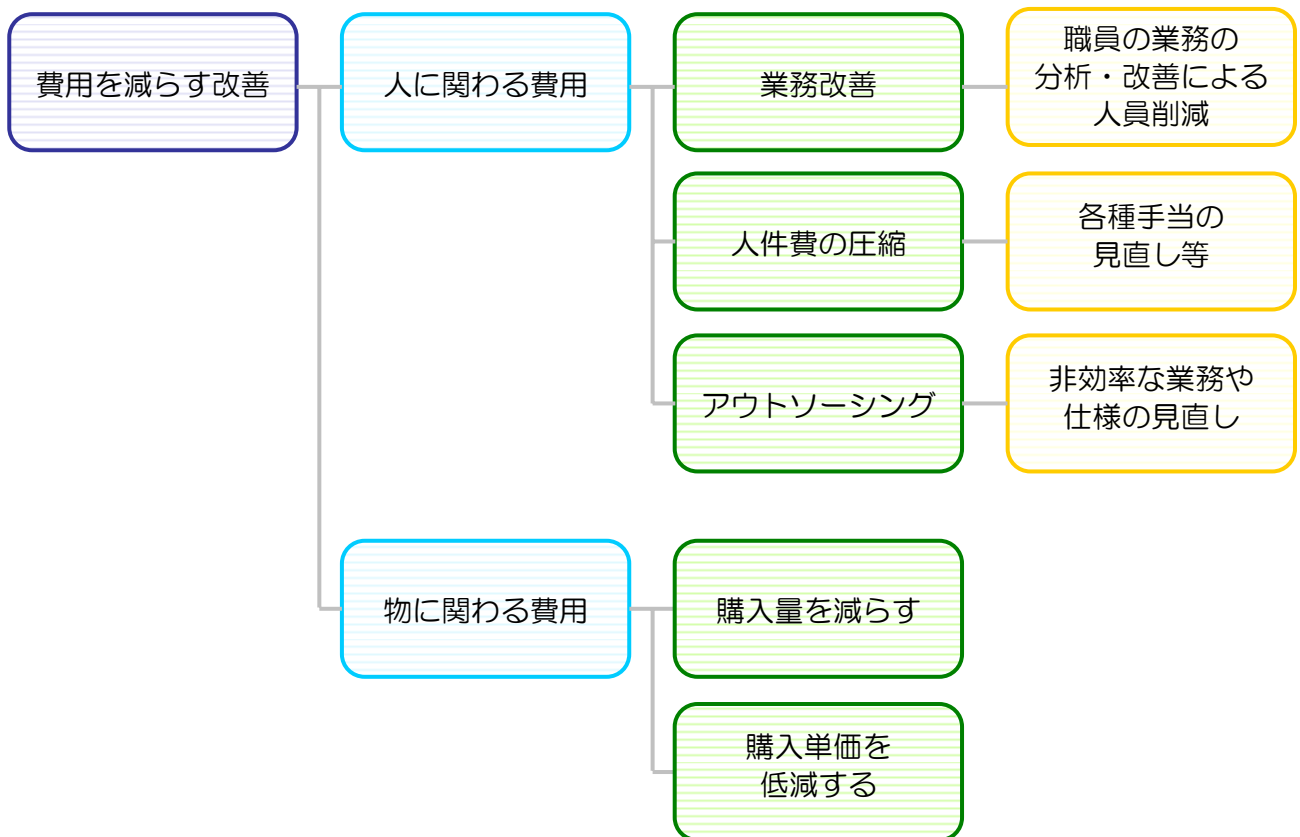 費用を減らす改善
人に関わる費用
業務改善
職員の業務の
分析・改善による
人員削減
人件費の圧縮
各種手当の
見直し等
アウトソーシング
非効率な業務や
仕様の見直し
物に関わる費用
購入量を減らす
購入単価を
低減する